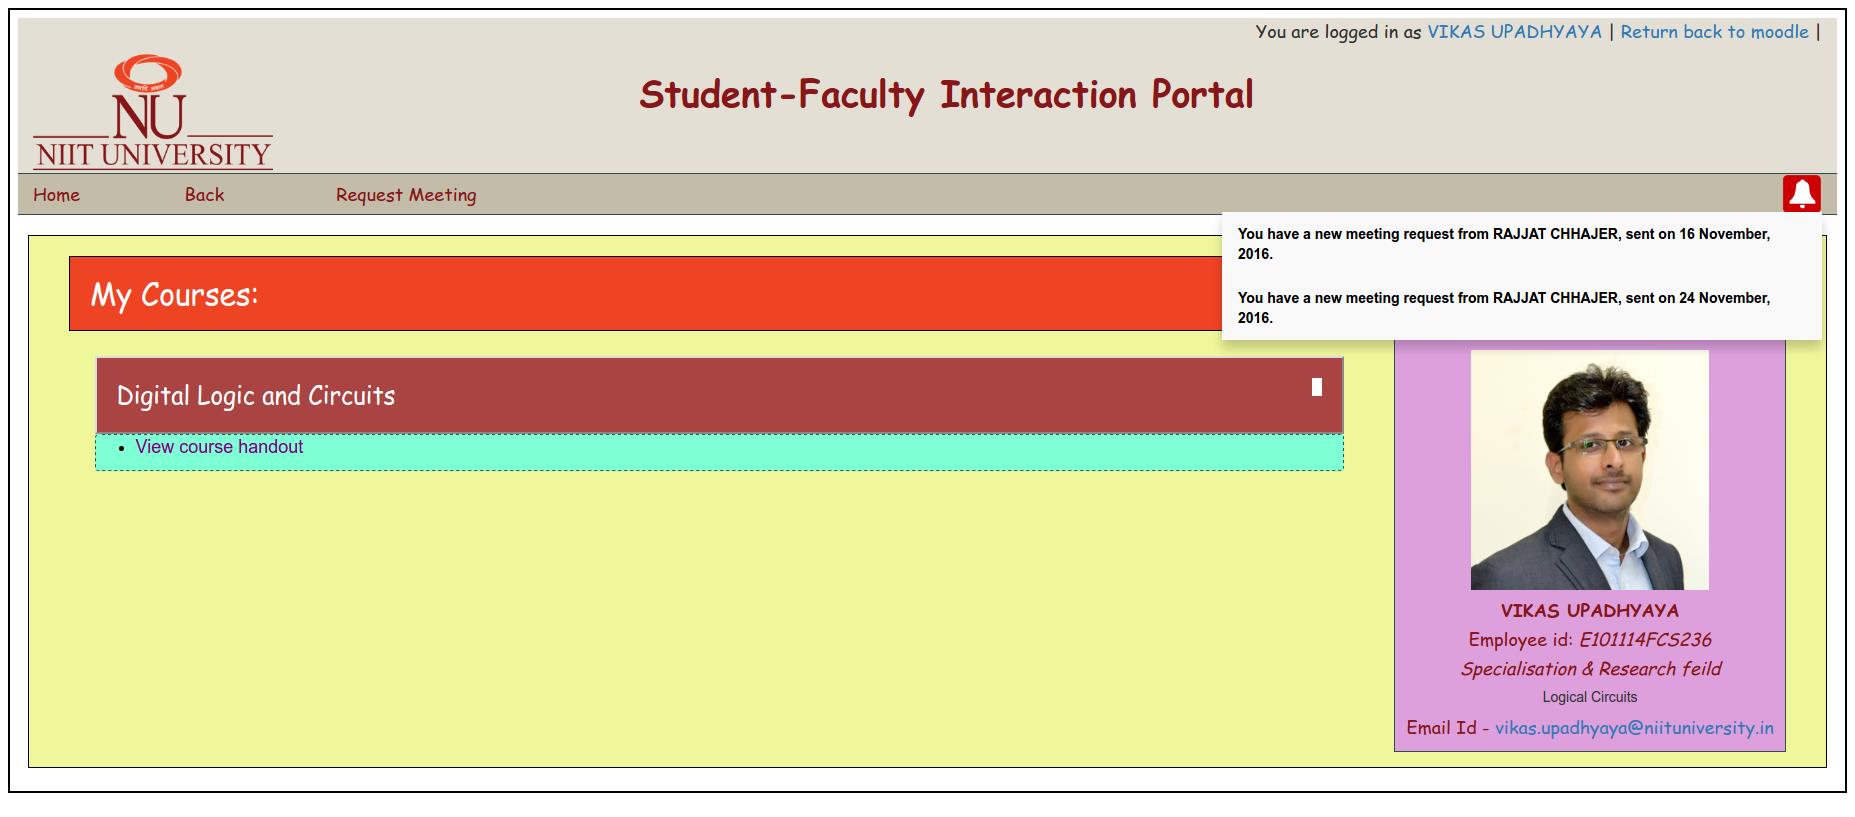 You are logged in as VIKAS UPADHYAYA | Return back to moodle |
NU
NIIT UNIVERSITY
Student-Faculty Interaction Portal
Home
Back
Request Meeting
You have a new meeting request from RAJJAT CHHAJER, sent on 16 November,
2016.
You have a new meeting request from RAJJAT CHHAJER, sent on 24 November,
2016.
My Courses:
Digital Logic and Circuits
View course handout
VIKAS UPADHYAYA
Employee id: E101114FCS236
Specialisation & Research feild
Logical Circuits
Email Id - vikas.upadhyaya@niituniversity.in